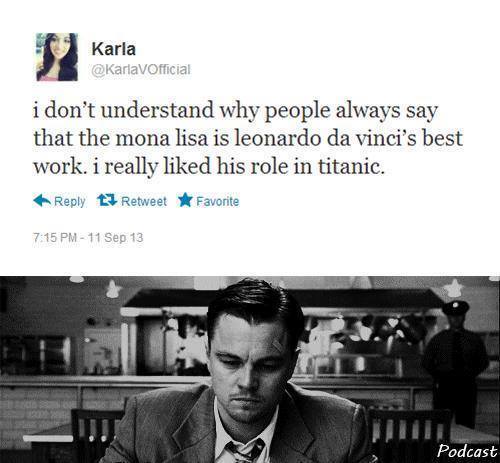 Karla
@KarlaVOfficial
i don't understand why people always say
that the mona lisa is leonardo da vinci's best
work. i really liked his role in titanic.
Reply Retweet Favorite
7:15 PM - 11 Sep 13
Podcast